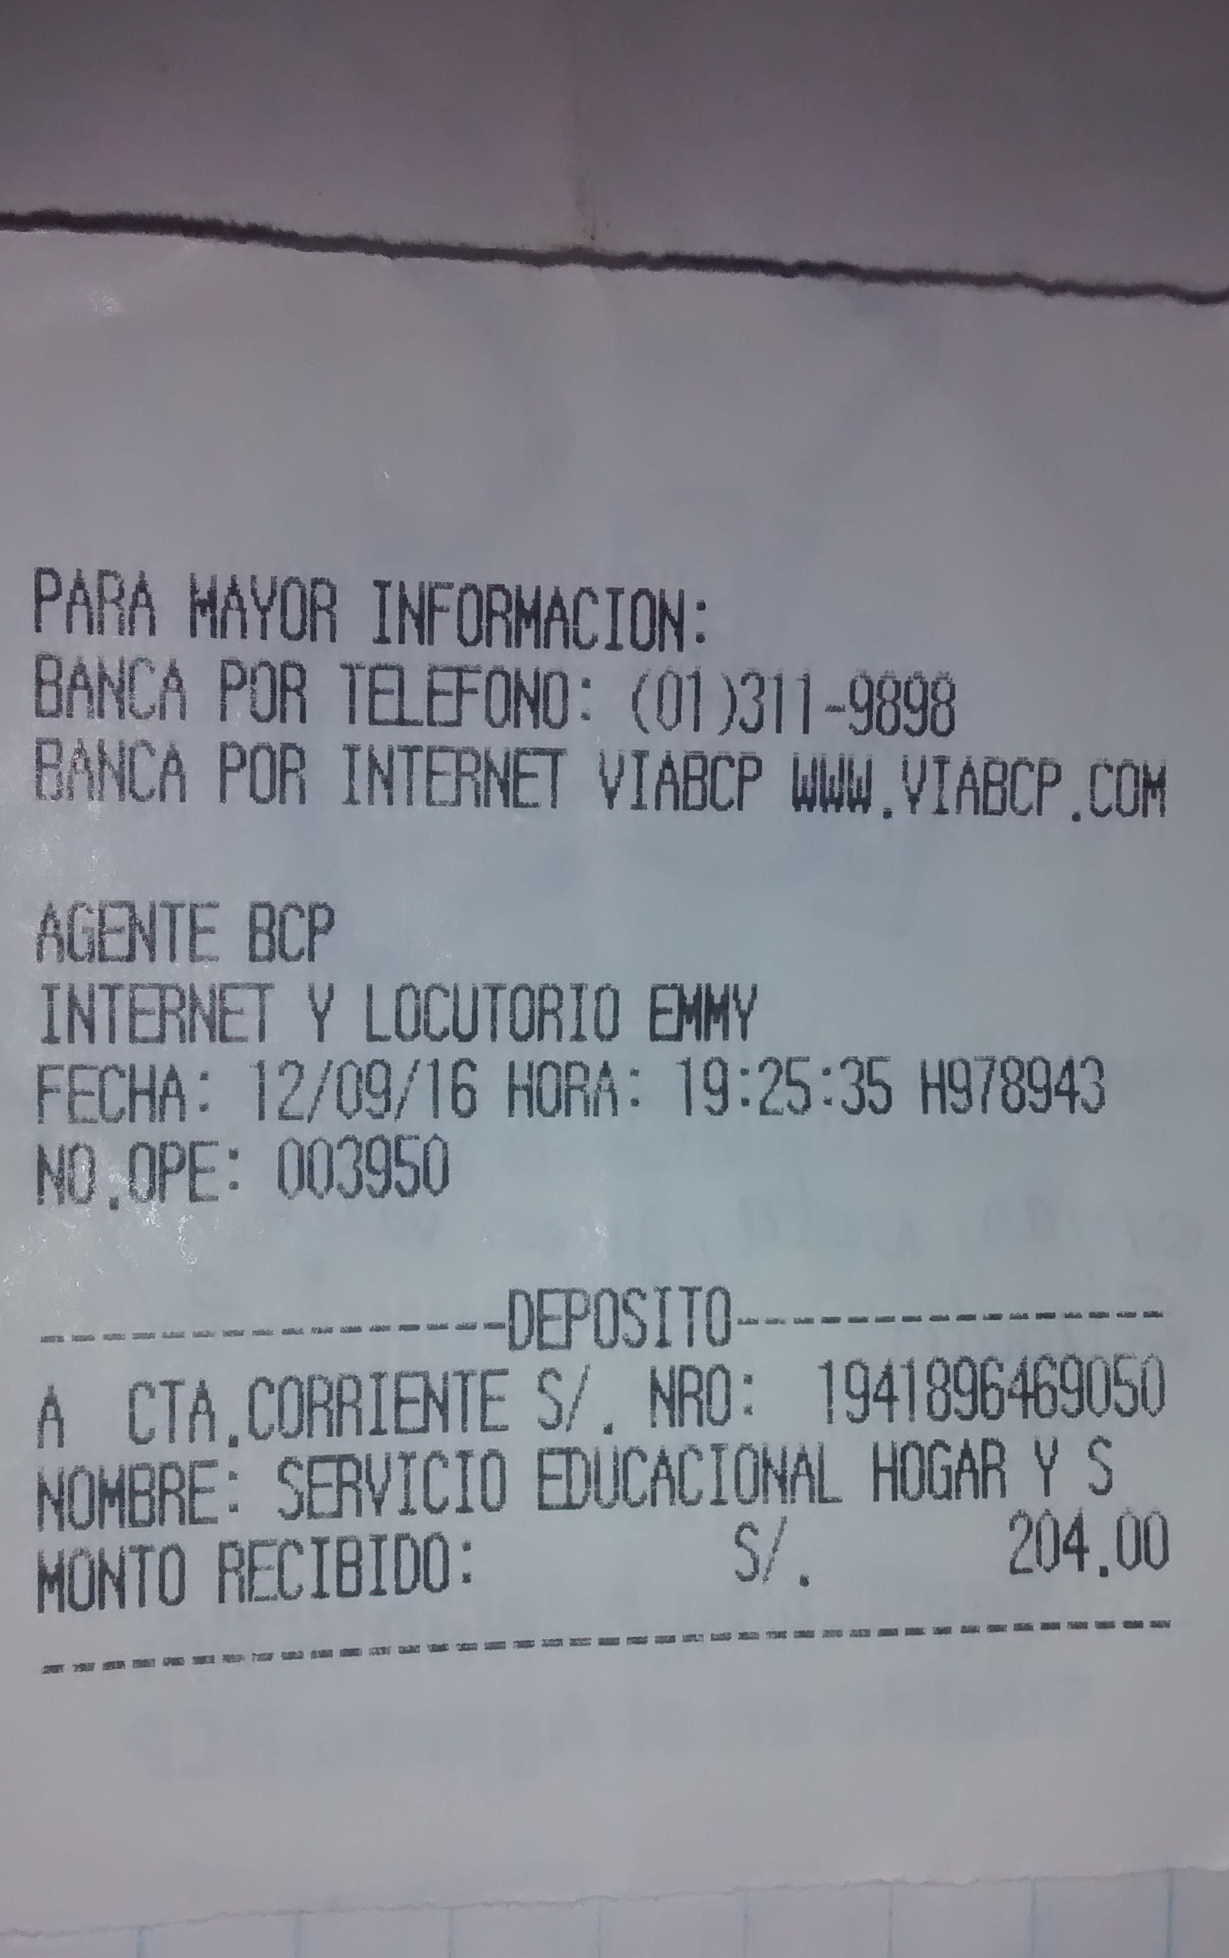 PARA MAYOR INFORMACION:
BANCA POR TELEFONO: (01)311-9898
BANCA POR INTERNET VIABCP WWW.VIABCP.COM
AGENTE BCP
INTERNET Y LOCUTORIO EMMY
FECHA: 12/09/16 HORA: 19:25:35 H978943
NO.OPE: 003950
----------------DEPOSITO----------------
A CTA.CORRIENTE S/. NRO: 1941896469050
NOMBRE: SERVICIO EDUCACIONAL HOGAR Y S
MONTO RECIBIDO: S/. 204.00
----------------------------------------